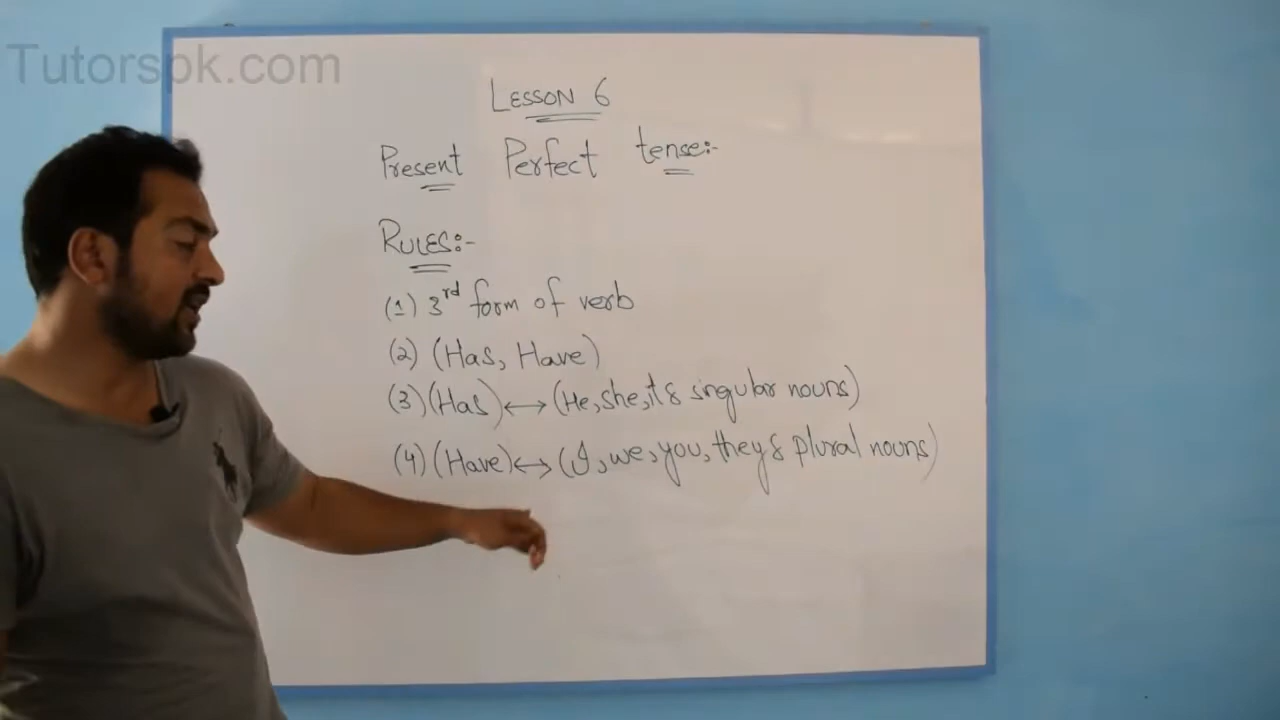 Tutorspk.com
LESSON 6
Present Perfect tense:-
RULES:-
(1) 3rd form of verb
(2) (Has, Have)
(3) (Has) ↔ (He, she, it & singular nouns)
(4) (Have) ↔ (I, we, you, they & plural nouns)